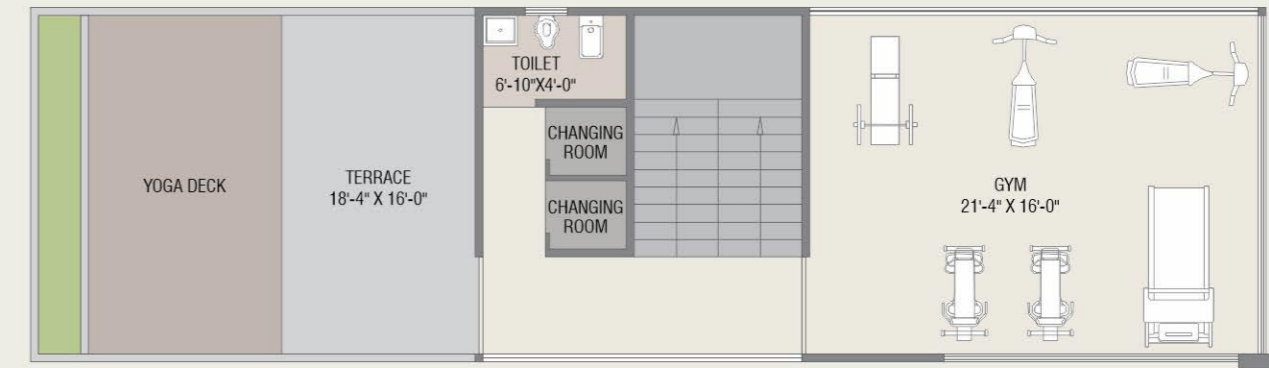 YOGA DECK
TERRACE
18'-4" X 16'-0"
TOILET
6'-10"X4'-0"
CHANGING
ROOM
CHANGING
ROOM
GYM
21'-4" X 16'-0"